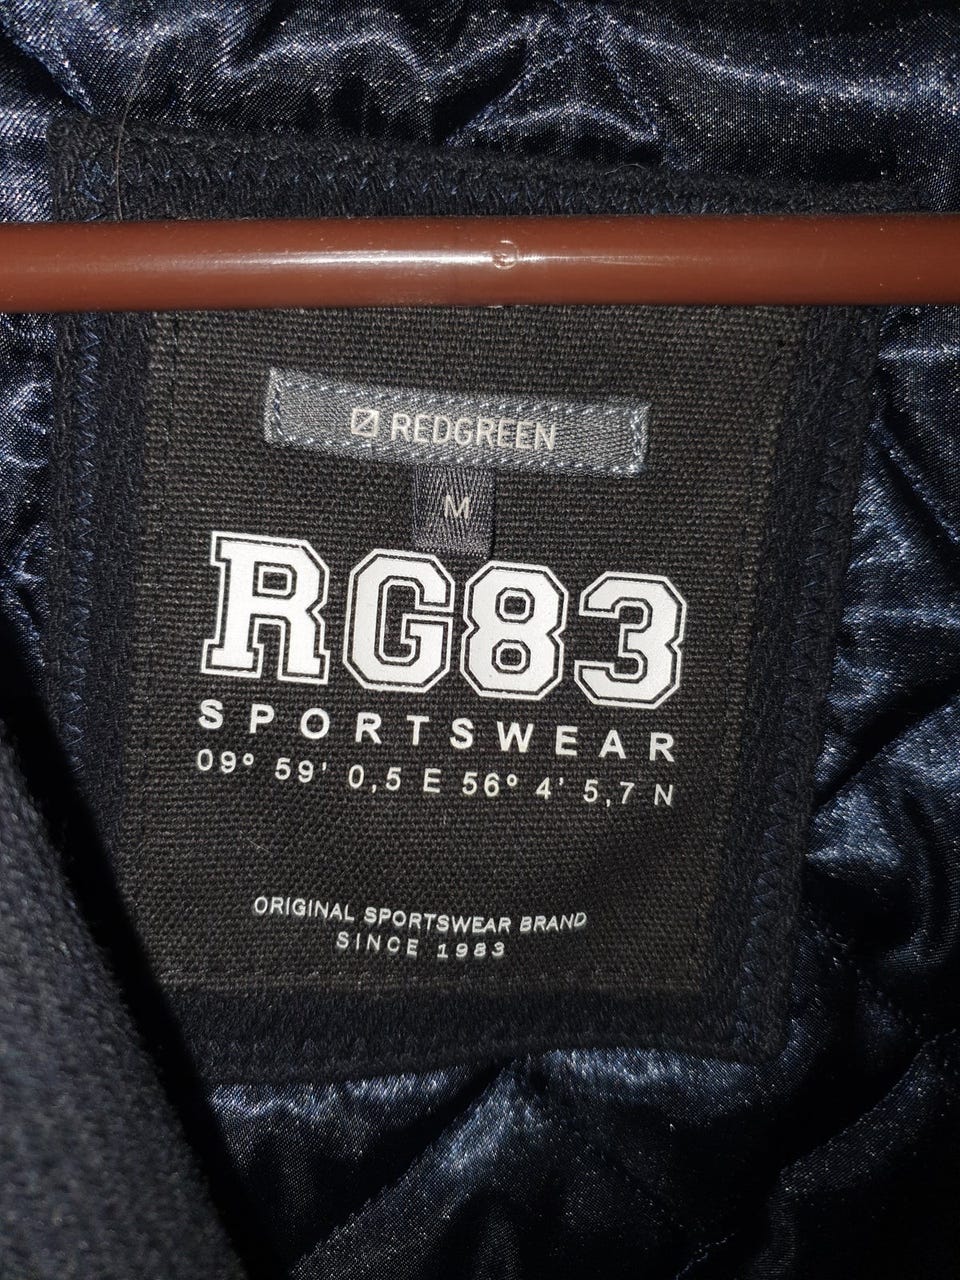 REDGREEN
M
RG83
SPORTSWEAR
09° 59' 0,5 E 56° 4' 5,7 N
ORIGINAL SPORTSWEAR BRAND
SINCE 1983